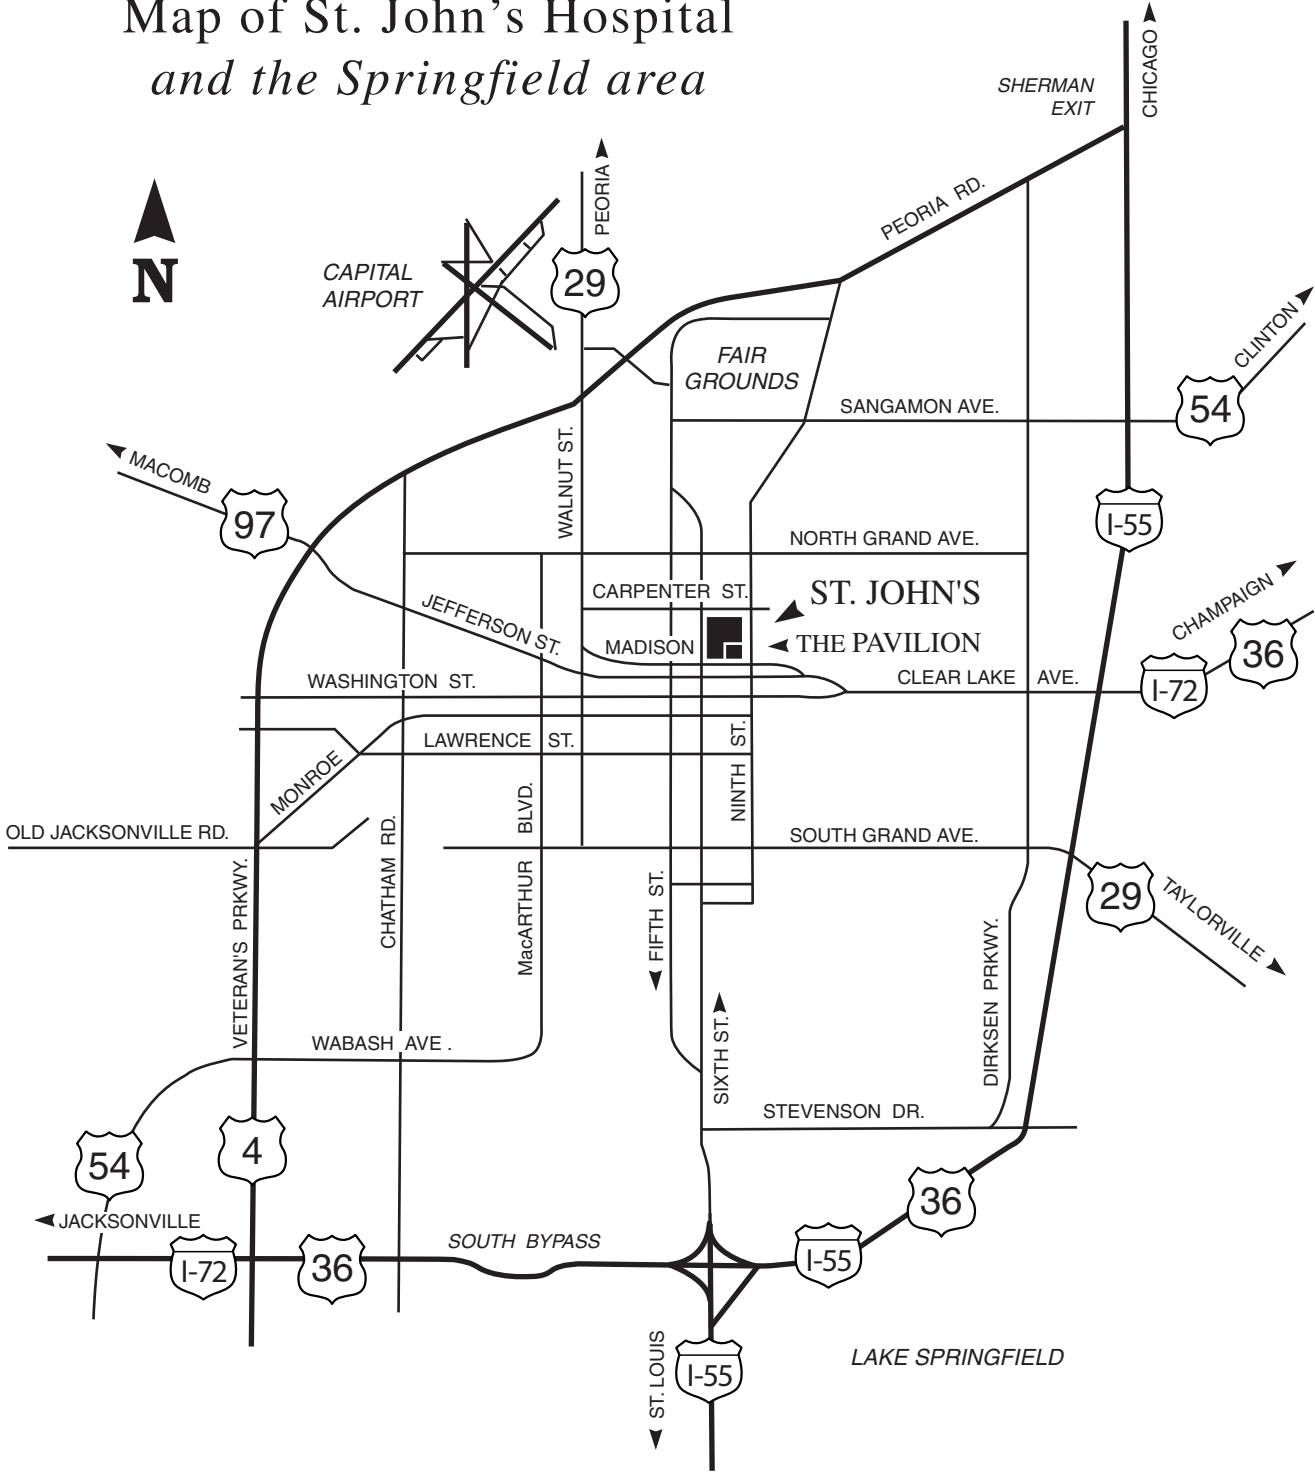 Map of St. John's Hospital
and the Springfield area
CHICAGO
SHERMAN
EXIT
PEORIA
PEORIA RD.
N
CAPITAL
AIRPORT
29
CLINTON
FAIR
GROUNDS
54
SANGAMON AVE.
MACOMB
WALNUT ST.
97
I-55
NORTH GRAND AVE.
CHAMPAIGN
CARPENTER ST.
ST. JOHN'S
JEFFERSON ST.
MADISON
THE PAVILION
36
WASHINGTON ST.
CLEAR LAKE AVE.
I-72
LAWRENCE ST.
NINTH ST.
MONROE
OLD JACKSONVILLE RD.
CHATHAM RD.
MacARTHUR BLVD.
SOUTH GRAND AVE.
VETERAN'S PRKWY.
FIFTH ST.
29
TAYLORVILLE
DIRKSEN PRKWY.
WABASH AVE.
SIXTH ST.
STEVENSON DR.
54
4
36
JACKSONVILLE
SOUTH BYPASS
I-72
36
I-55
ST. LOUIS
I-55
LAKE SPRINGFIELD